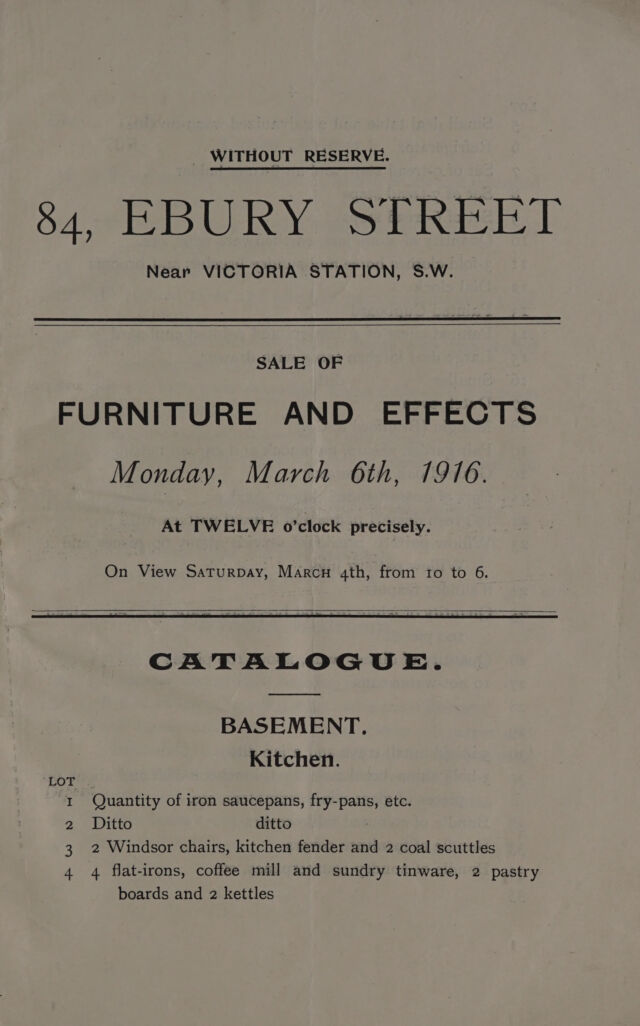 WITHOUT RESERVE.
84, EBURY STREET
Near VICTORIA STATION, S.W.
SALE OF
FURNITURE AND EFFECTS
Monday, March 6th, 1916.
At TWELVE o'clock precisely.
On View Saturday, March 4th, from 10 to 6.
CATALOGUE.
BASEMENT.
Kitchen.
LOT
1 Quantity of iron saucepans, fry-pans, etc.
2 Ditto ditto
3 2 Windsor chairs, kitchen fender and 2 coal scuttles
4 4 flat-irons, coffee mill and sundry tinware, 2 pastry
boards and 2 kettles